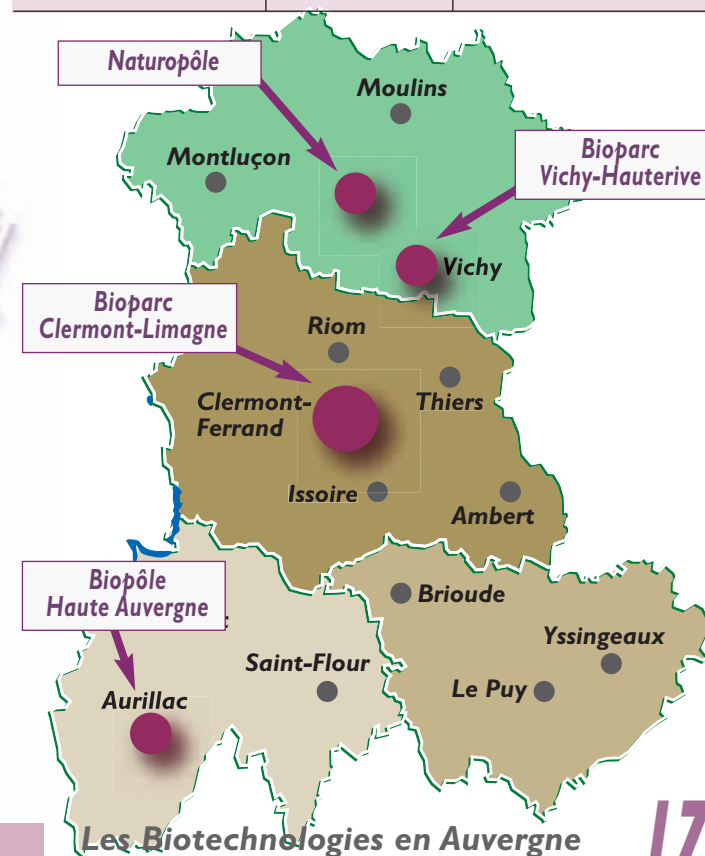 Naturopôle
Moulins
Montluçon
Bioparc
Vichy-Hauterive
Vichy
Bioparc
Clermont-Limagne
Riom
Clermont-
Ferrand
Thiers
Issoire
Ambert
Biopôle
Haute Auvergne
Brioude
Yssingeaux
Saint-Flour
Le Puy
Aurillac
Les Biotechnologies en Auvergne
17